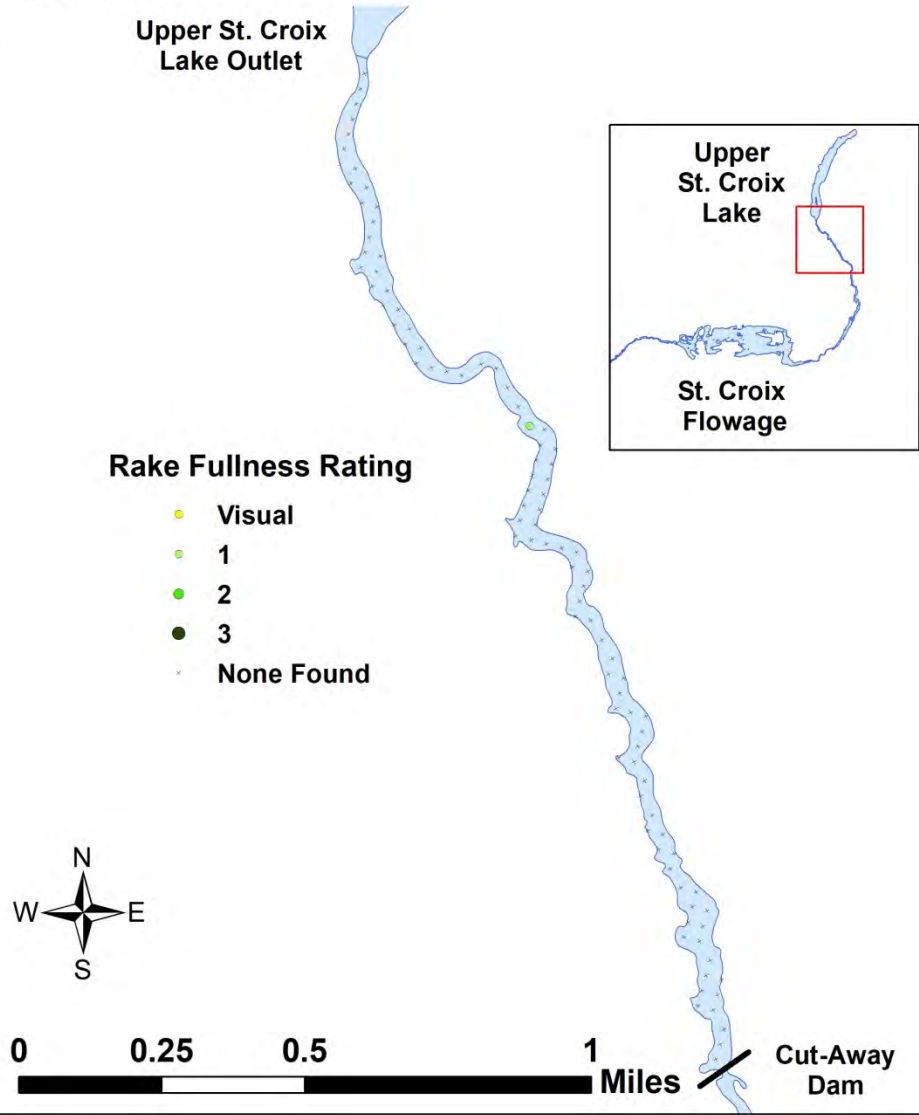 Upper St. Croix
Lake Outlet
Upper
St. Croix
Lake
St. Croix
Flowage
Rake Fullness Rating
Visual
1
2
3
None Found
N
W E
S
0 0.25 0.5 1
Miles
Cut-Away
Dam